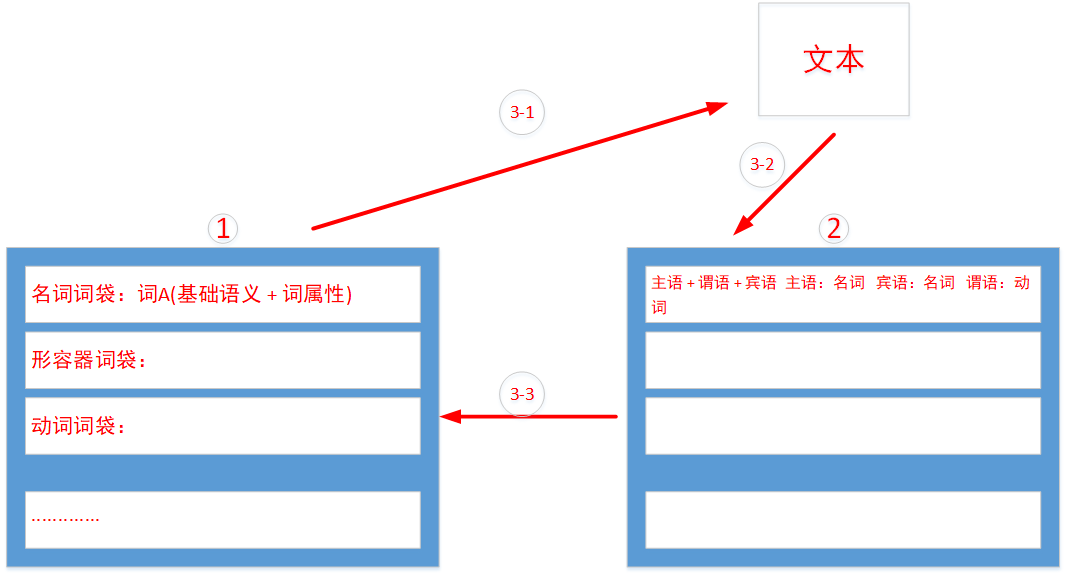 文本
3-1
3-2
1
2
名词词袋：词A(基础语义 + 词属性)
形容器词袋：
动词词袋：
.............
主语 + 谓语 + 宾语  主语：名词  宾语：名词  谓语：动
词
3-3